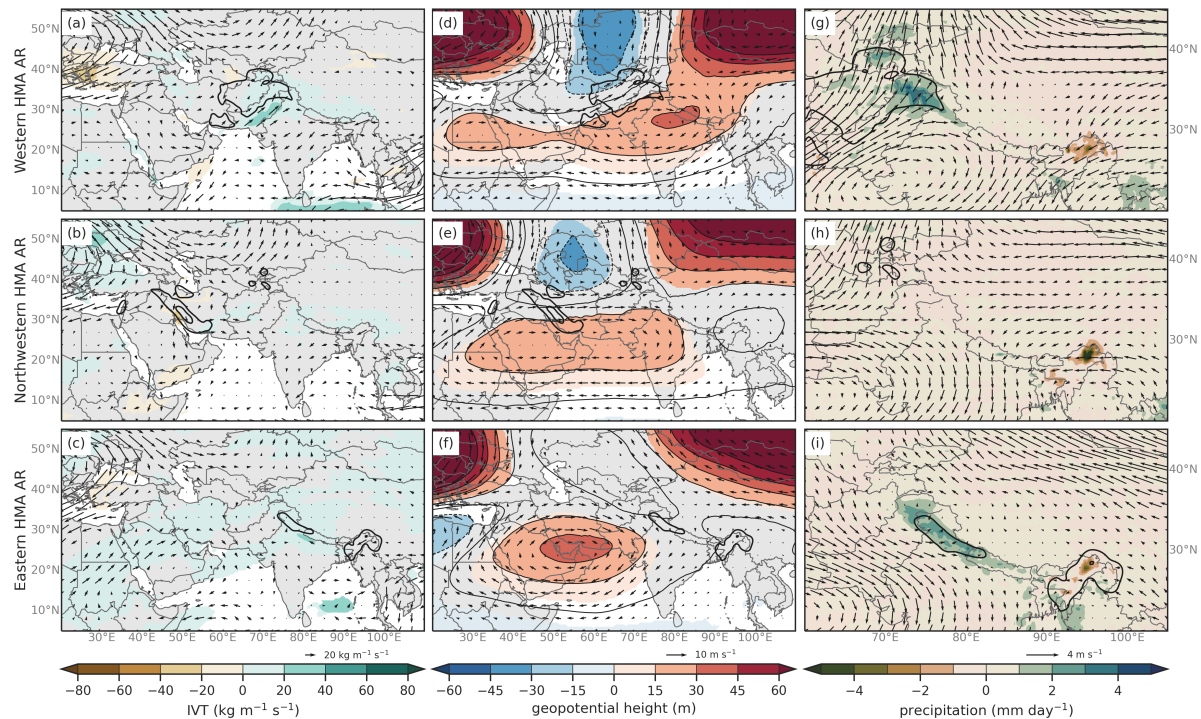 (a) (d) (g)
Western HMA AR
50°N 40°N 30°N 20°N 10°N
40°N 30°N
(b) (e) (h)
Northwestern HMA AR
50°N 40°N 30°N 20°N 10°N
40°N 30°N
(c) (f) (i)
Eastern HMA AR
50°N 40°N 30°N 20°N 10°N
40°N 30°N
30°E 40°E 50°E 60°E 70°E 80°E 90°E 100°E
30°E 40°E 50°E 60°E 70°E 80°E 90°E 100°E
70°E 80°E 90°E 100°E
20 kg m⁻¹ s⁻¹
10 m s⁻¹
4 m s⁻¹
−80 −60 −40 −20 0 20 40 60 80
−60 −45 −30 −15 0 15 30 45 60
−4 −2 0 2 4
IVT (kg m⁻¹ s⁻¹)
geopotential height (m)
precipitation (mm day⁻¹)